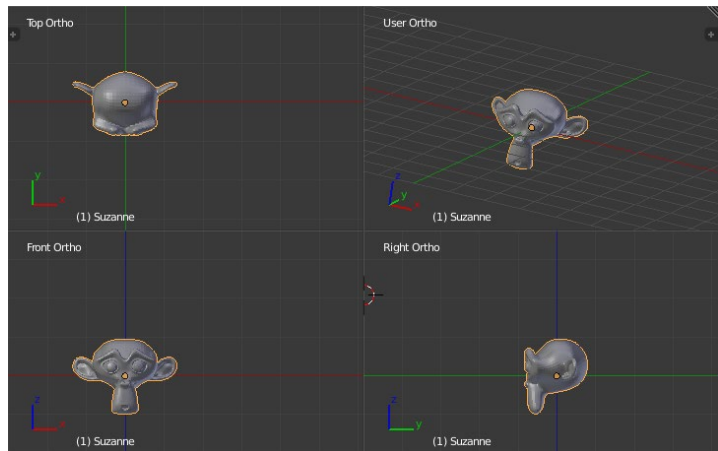 Top Ortho
y
x
(1) Suzanne
User Ortho
z
y
x
(1) Suzanne
Front Ortho
z
x
(1) Suzanne
Right Ortho
z
y
(1) Suzanne